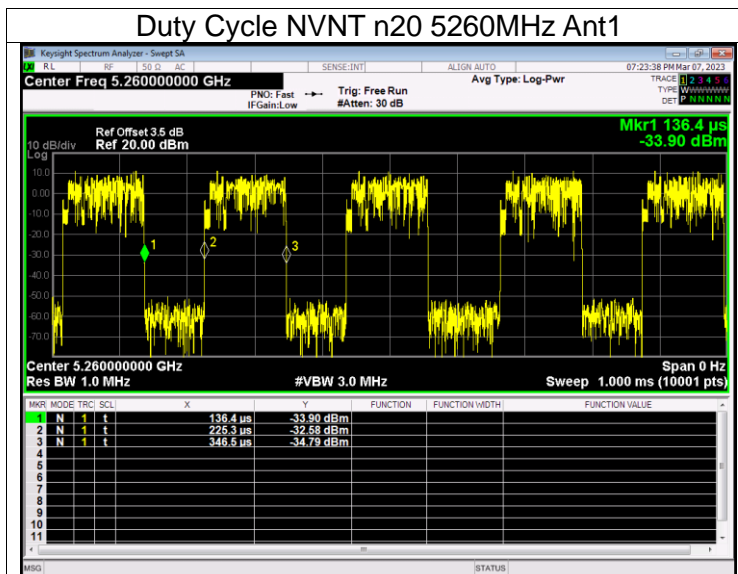 Duty Cycle NVNT n20 5260MHz Ant1
Keysight Spectrum Analyzer - Swept SA
RL RF 50 Ω AC SENSE:INT ALIGN AUTO 07:23:38 PM Mar 07, 2023
Center Freq 5.260000000 GHz Avg Type: Log-Pwr TRACE 1 2 3 4 5 6
PNO: Fast Trig: Free Run TYPE W
IFGain:Low #Atten: 30 dB DET P N N N N N
Ref Offset 3.5 dB Mkr1 136.4 µs
10 dB/div Ref 20.00 dBm -33.90 dBm
Log
10.0
0.00
-10.0
-20.0
-30.0
-40.0
-50.0
-60.0
-70.0
1 2 3
Center 5.260000000 GHz Span 0 Hz
Res BW 1.0 MHz #VBW 3.0 MHz Sweep 1.000 ms (10001 pts)
MKR MODE TRC SCL X Y FUNCTION FUNCTION WIDTH FUNCTION VALUE
1 N 1 t 136.4 µs -33.90 dBm
2 N 1 t 225.3 µs -32.58 dBm
3 N 1 t 346.5 µs -34.79 dBm
4
5
6
7
8
9
10
11
MSG STATUS